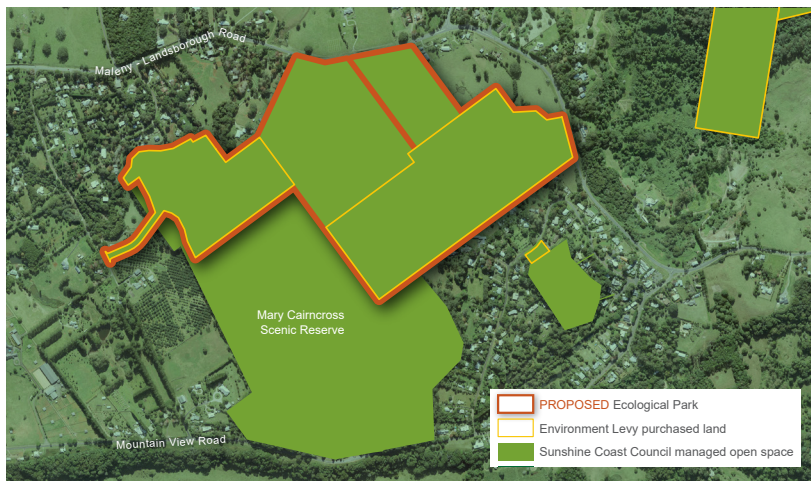 Maleny - Landsborough Road
Mary Cairncross
Scenic Reserve
Mountain View Road
PROPOSED Ecological Park
Environment Levy purchased land
Sunshine Coast Council managed open space